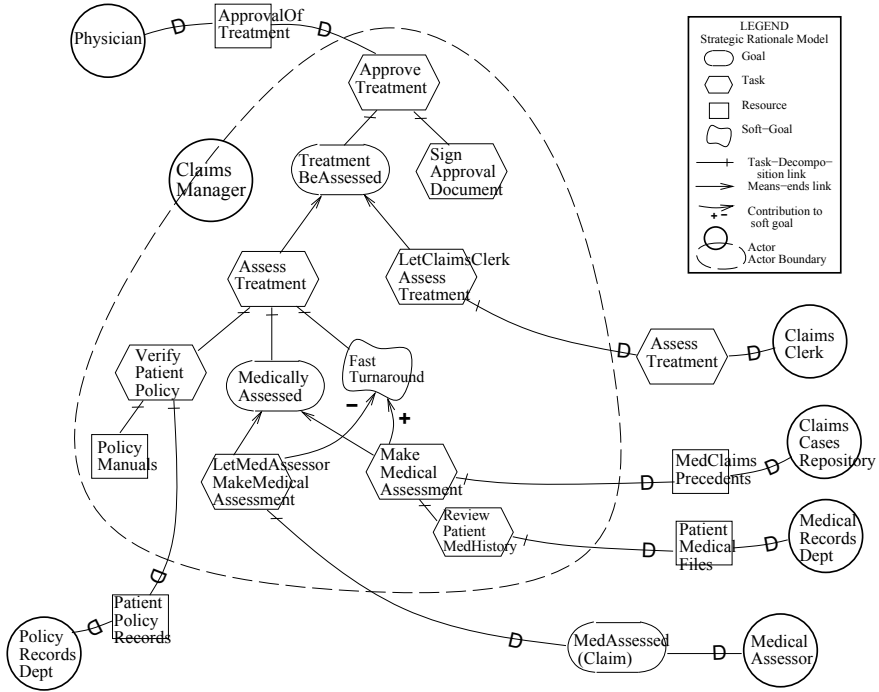 Physician
D
ApprovalOf
Treatment
D
Approve
Treatment
LEGEND
Strategic Rationale Model
Goal
Task
Resource
Soft−Goal
Task−Decompo−
sition link
Means−ends link
+ −
Contribution to
soft goal
Actor
Actor Boundary
Claims
Manager
Treatment
BeAssessed
Sign
Approval
Document
Assess
Treatment
LetClaimsClerk
Assess
Treatment
D
Assess
Treatment
D
Claims
Clerk
Verify
Patient
Policy
Medically
Assessed
Fast
Turnaround
−
+
Policy
Manuals
LetMedAssessor
MakeMedical
Assessment
Make
Medical
Assessment
D
MedClaims
Precedents
D
Claims
Cases
Repository
Review
Patient
MedHistory
D
Patient
Medical
Files
D
Medical
Records
Dept
D
Patient
Policy
Records
D
Policy
Records
Dept
D
MedAssessed
(Claim)
D
Medical
Assessor